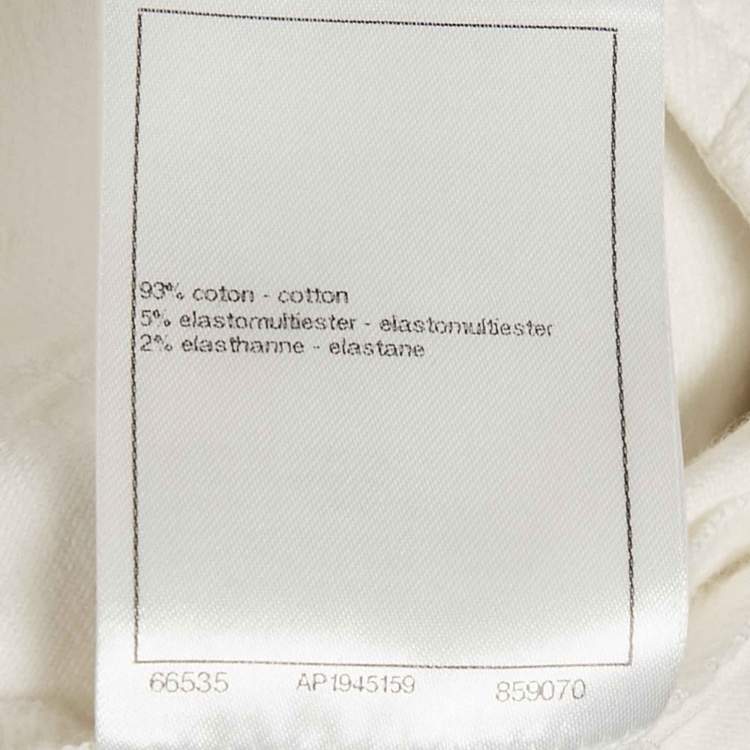 93% coton - cotton
5% elastomultiester - elastomultiester
2% elasthanne - elastane
66535 AP1945159 859070